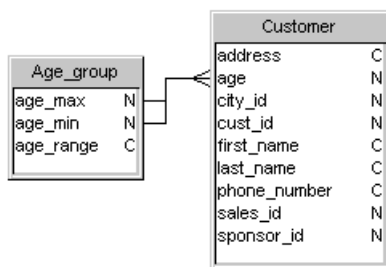 Age_group
age_max N
age_min N
age_range C
Customer
address C
age N
city_id N
cust_id N
first_name C
last_name C
phone_number C
sales_id N
sponsor_id N